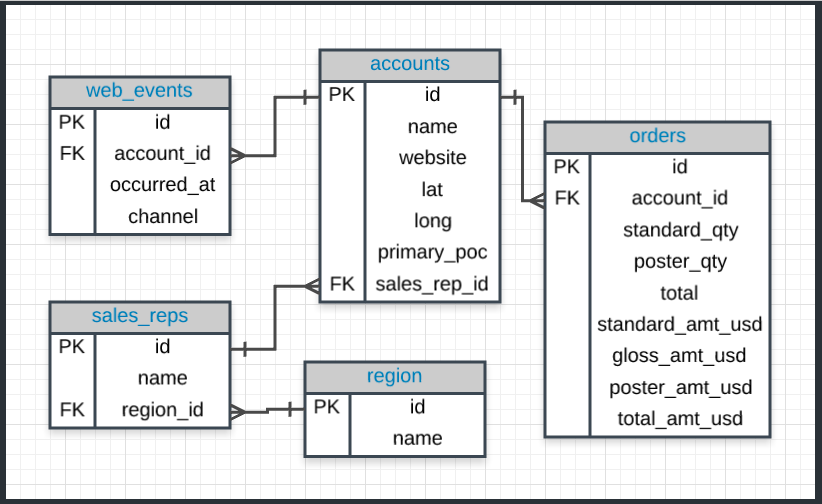 web_events
PK id
FK account_id
occurred_at
channel
accounts
PK id
name
website
lat
long
primary_poc
FK sales_rep_id
orders
PK id
FK account_id
standard_qty
poster_qty
total
standard_amt_usd
gloss_amt_usd
poster_amt_usd
total_amt_usd
sales_reps
PK id
name
FK region_id
region
PK id
name